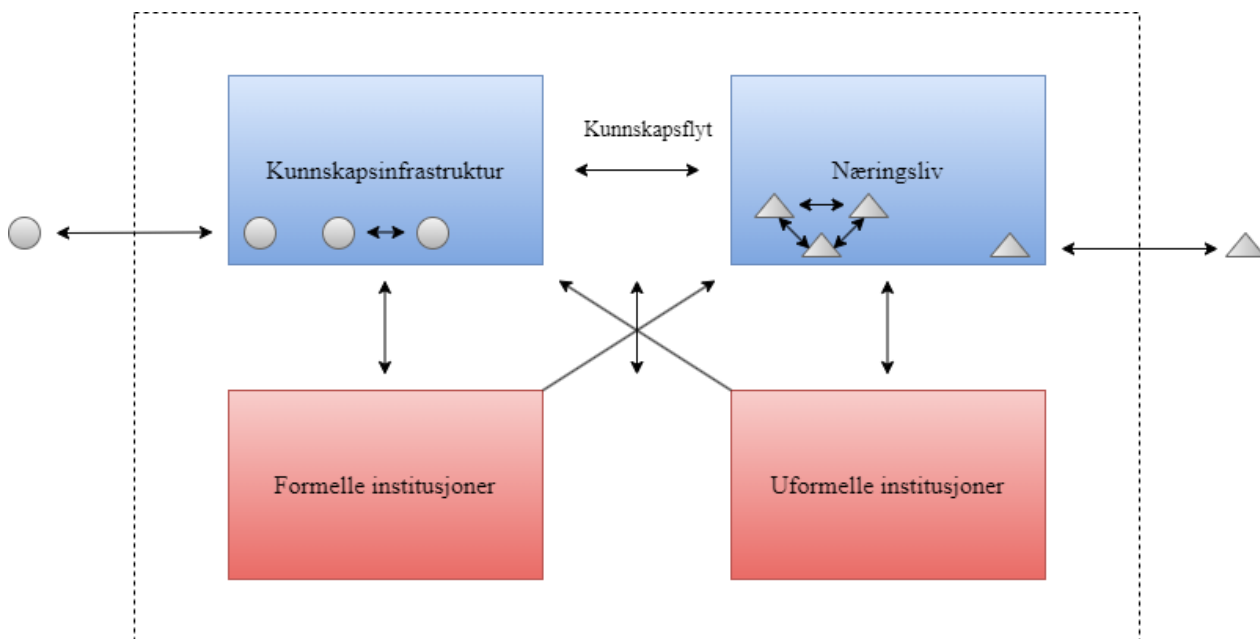 Kunnskapsflyt
Kunnskapsinfrastruktur
Næringsliv
Formelle institusjoner
Uformelle institusjoner